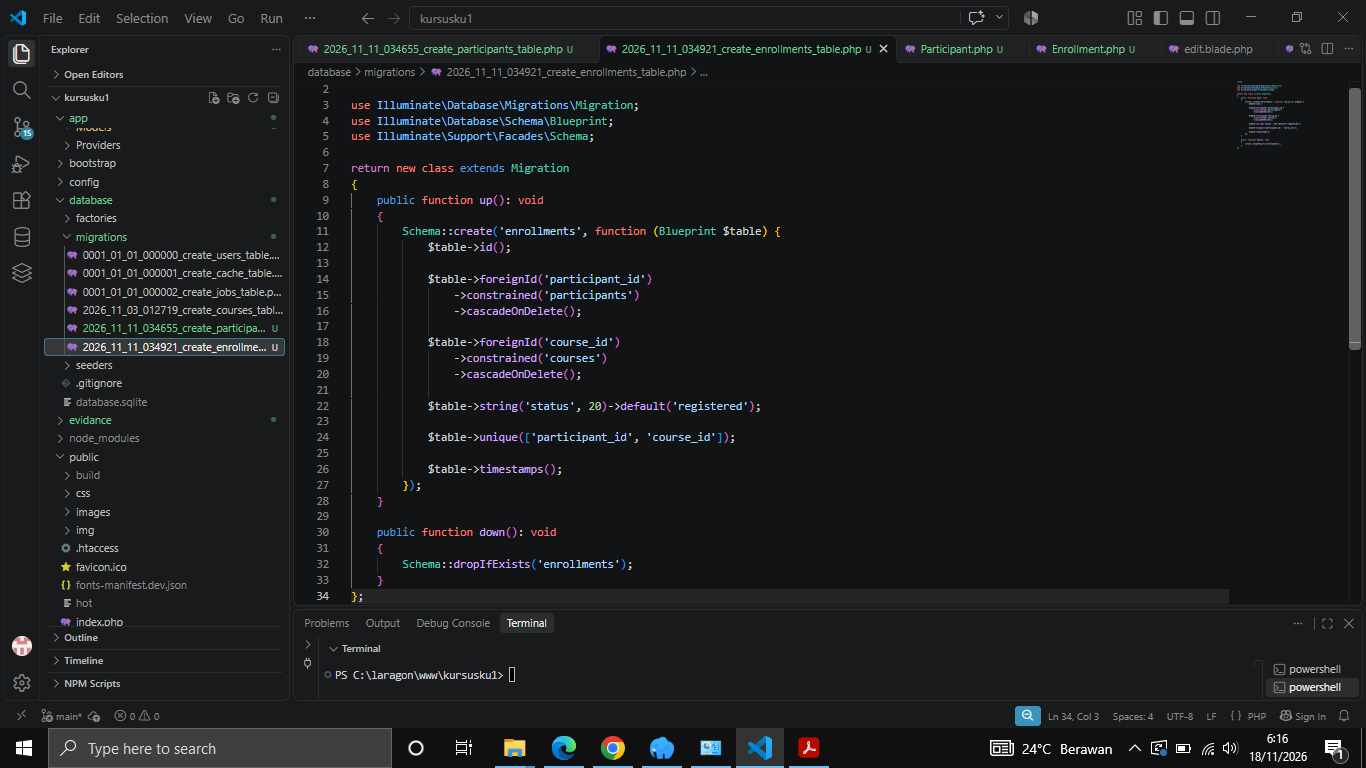 File Edit Selection View Go Run ··· kursusku1
Explorer ···
Open Editors
kursusku1
app
Models
Providers
bootstrap
config
database
factories
migrations
0001_01_01_000000_create_users_table....
0001_01_01_000001_create_cache_table....
0001_01_01_000002_create_jobs_table.p...
2026_11_03_012719_create_courses_tabl...
2026_11_11_034655_create_participa... U
2026_11_11_034921_create_enrollme... U
seeders
.gitignore
database.sqlite
evidance
node_modules
public
build
css
images
img
.htaccess
favicon.ico
fonts-manifest.dev.json
hot
index.php
Outline
Timeline
NPM Scripts
15
2026_11_11_034655_create_participants_table.php U
2026_11_11_034921_create_enrollments_table.php U
Participant.php U
Enrollment.php U
edit.blade.php
database > migrations > 2026_11_11_034921_create_enrollments_table.php > ...
2
3 use Illuminate\Database\Migrations\Migration;
4 use Illuminate\Database\Schema\Blueprint;
5 use Illuminate\Support\Facades\Schema;
6
7 return new class extends Migration
8 {
9 public function up(): void
10 {
11 Schema::create('enrollments', function (Blueprint $table) {
12 $table->id();
13
14 $table->foreignId('participant_id')
15 ->constrained('participants')
16 ->cascadeOnDelete();
17
18 $table->foreignId('course_id')
19 ->constrained('courses')
20 ->cascadeOnDelete();
21
22 $table->string('status', 20)->default('registered');
23
24 $table->unique(['participant_id', 'course_id']);
25
26 $table->timestamps();
27 });
28 }
29
30 public function down(): void
31 {
32 Schema::dropIfExists('enrollments');
33 }
34 };
Problems Output Debug Console Terminal
Terminal
PS C:\laragon\www\kursusku1>
powershell
powershell
main* 0 0 Ln 34, Col 3 Spaces: 4 UTF-8 LF {} PHP Sign In
Type here to search
24°C Berawan
6:16
18/11/2026
1